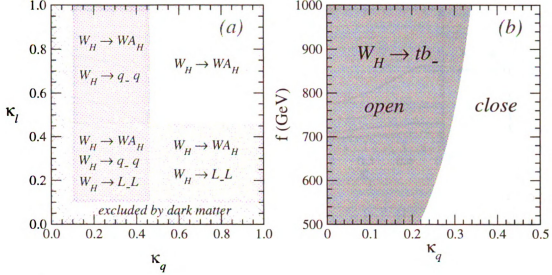 (a)
W_H → WA_H
W_H → q_ q
W_H → WA_H
W_H → WA_H
W_H → q_ q
W_H → L_L
W_H → WA_H
W_H → L_L
excluded by dark matter
κ_l
1.0
0.8
0.6
0.4
0.2
0.0
0.0 0.2 0.4 0.6 0.8 1.0
κ_q
(b)
W_H → tb_
open close
f (GeV)
1000
900
800
700
600
500
0 0.1 0.2 0.3 0.4 0.5
κ_q